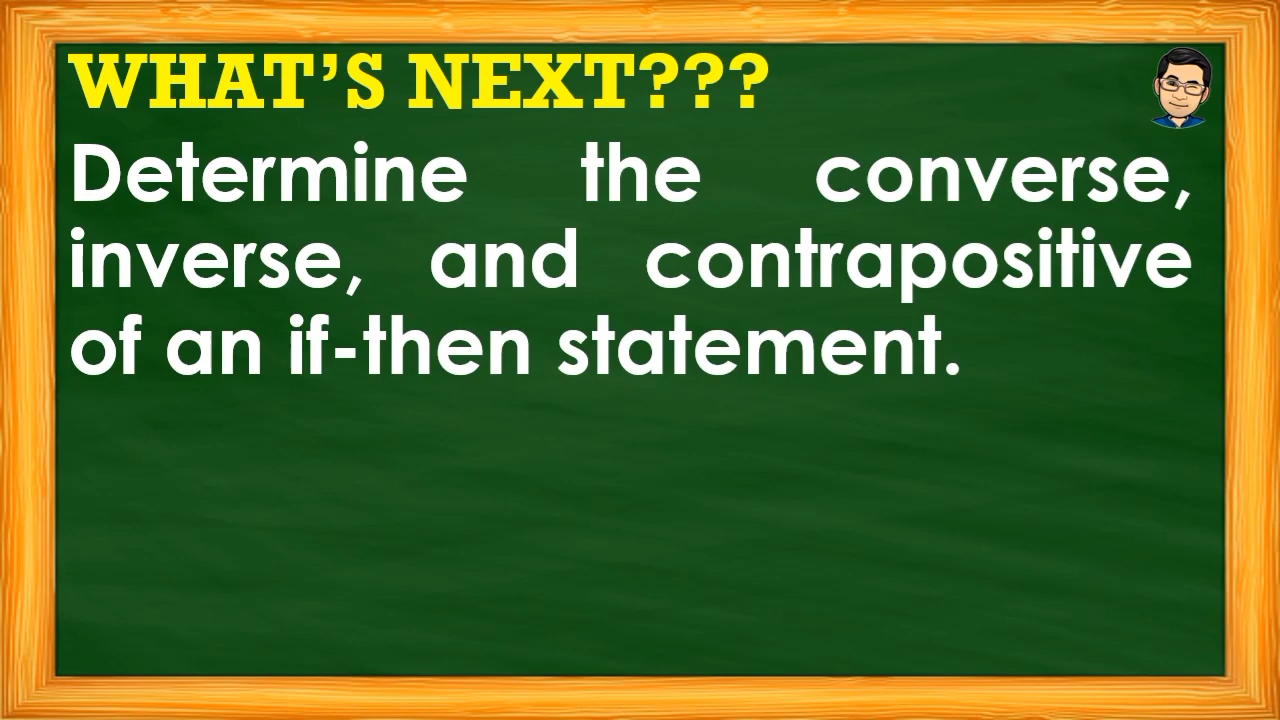 WHAT'S NEXT???
Determine the converse,
inverse, and contrapositive
of an if-then statement.